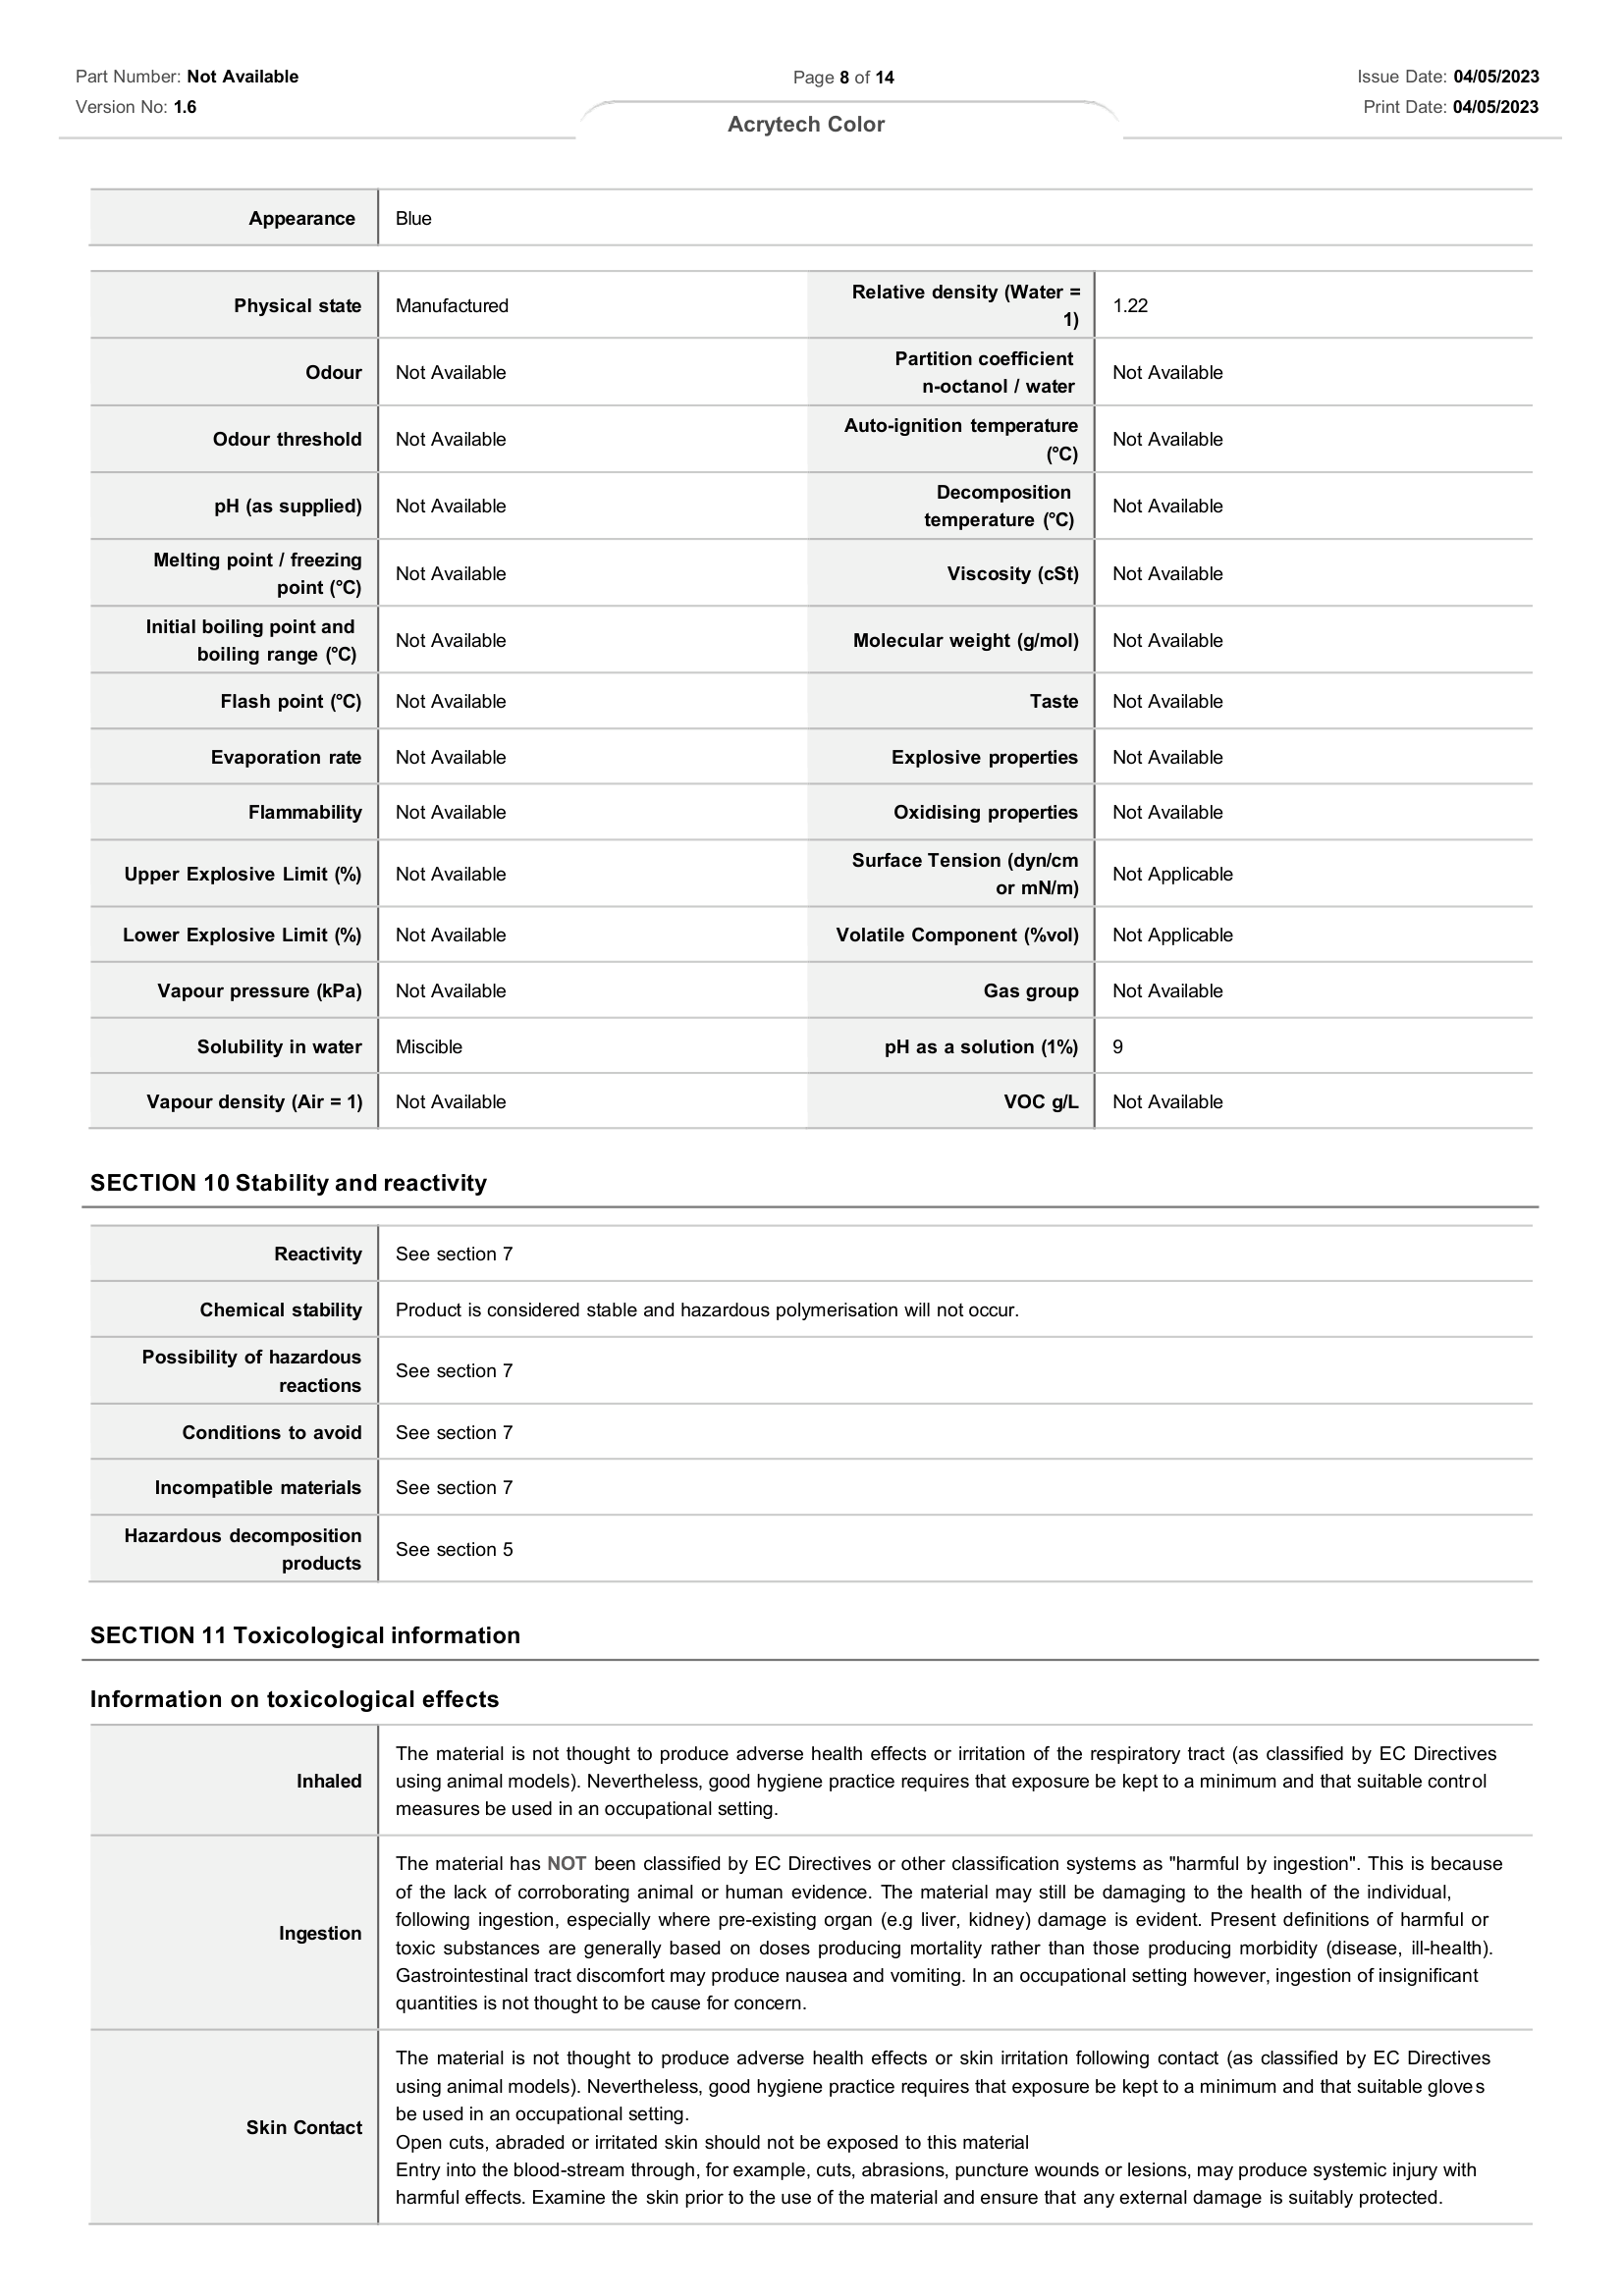 Part Number: Not Available
Page 8 of 14
Issue Date: 04/05/2023
Version No: 1.6
Print Date: 04/05/2023
Acrytech Color
Appearance Blue
Physical state Manufactured Relative density (Water =
1) 1.22
Odour Not Available Partition coefficient
n-octanol / water Not Available
Odour threshold Not Available Auto-ignition temperature
(°C) Not Available
pH (as supplied) Not Available Decomposition
temperature (°C) Not Available
Melting point / freezing
point (°C) Not Available Viscosity (cSt) Not Available
Initial boiling point and
boiling range (°C) Not Available Molecular weight (g/mol) Not Available
Flash point (°C) Not Available Taste Not Available
Evaporation rate Not Available Explosive properties Not Available
Flammability Not Available Oxidising properties Not Available
Upper Explosive Limit (%) Not Available Surface Tension (dyn/cm
or mN/m) Not Applicable
Lower Explosive Limit (%) Not Available Volatile Component (%vol) Not Applicable
Vapour pressure (kPa) Not Available Gas group Not Available
Solubility in water Miscible pH as a solution (1%) 9
Vapour density (Air = 1) Not Available VOC g/L Not Available
SECTION 10 Stability and reactivity
Reactivity See section 7
Chemical stability Product is considered stable and hazardous polymerisation will not occur.
Possibility of hazardous
reactions See section 7
Conditions to avoid See section 7
Incompatible materials See section 7
Hazardous decomposition
products See section 5
SECTION 11 Toxicological information
Information on toxicological effects
Inhaled
The material is not thought to produce adverse health effects or irritation of the respiratory tract (as classified by EC Directives
using animal models). Nevertheless, good hygiene practice requires that exposure be kept to a minimum and that suitable control
measures be used in an occupational setting.
Ingestion
The material has NOT been classified by EC Directives or other classification systems as "harmful by ingestion". This is because
of the lack of corroborating animal or human evidence. The material may still be damaging to the health of the individual,
following ingestion, especially where pre-existing organ (e.g liver, kidney) damage is evident. Present definitions of harmful or
toxic substances are generally based on doses producing mortality rather than those producing morbidity (disease, ill-health).
Gastrointestinal tract discomfort may produce nausea and vomiting. In an occupational setting however, ingestion of insignificant
quantities is not thought to be cause for concern.
Skin Contact
The material is not thought to produce adverse health effects or skin irritation following contact (as classified by EC Directives
using animal models). Nevertheless, good hygiene practice requires that exposure be kept to a minimum and that suitable gloves
be used in an occupational setting.
Open cuts, abraded or irritated skin should not be exposed to this material
Entry into the blood-stream through, for example, cuts, abrasions, puncture wounds or lesions, may produce systemic injury with
harmful effects. Examine the skin prior to the use of the material and ensure that any external damage is suitably protected.